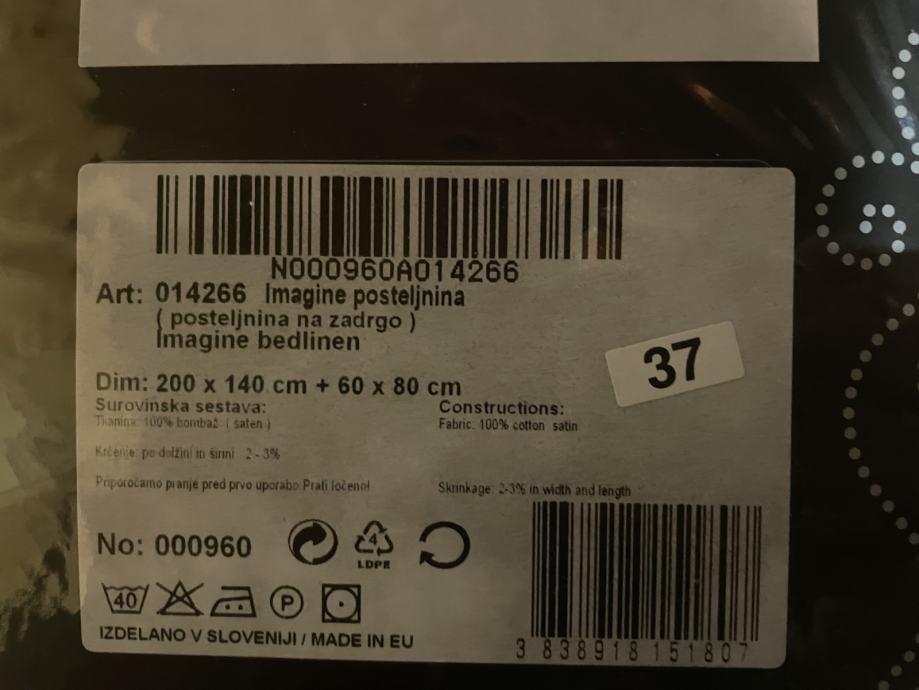 N000960A014266
Art: 014266 Imagine posteljnina
( posteljnina na zadrgo )
Imagine bedlinen
37
Dim: 200 x 140 cm + 60 x 80 cm
Surovinska sestava:
Tkanina: 100% bombaž ( saten )
Constructions:
Fabric: 100% cotton satin
Krčenje: po dolžini in širini 2 - 3%
Priporočamo pranje pred prvo uporabo.Prati ločeno!
Skrinkage: 2-3% in width and length
No: 000960
4
LDPE
40
P
IZDELANO V SLOVENIJI / MADE IN EU
3 838918 151807